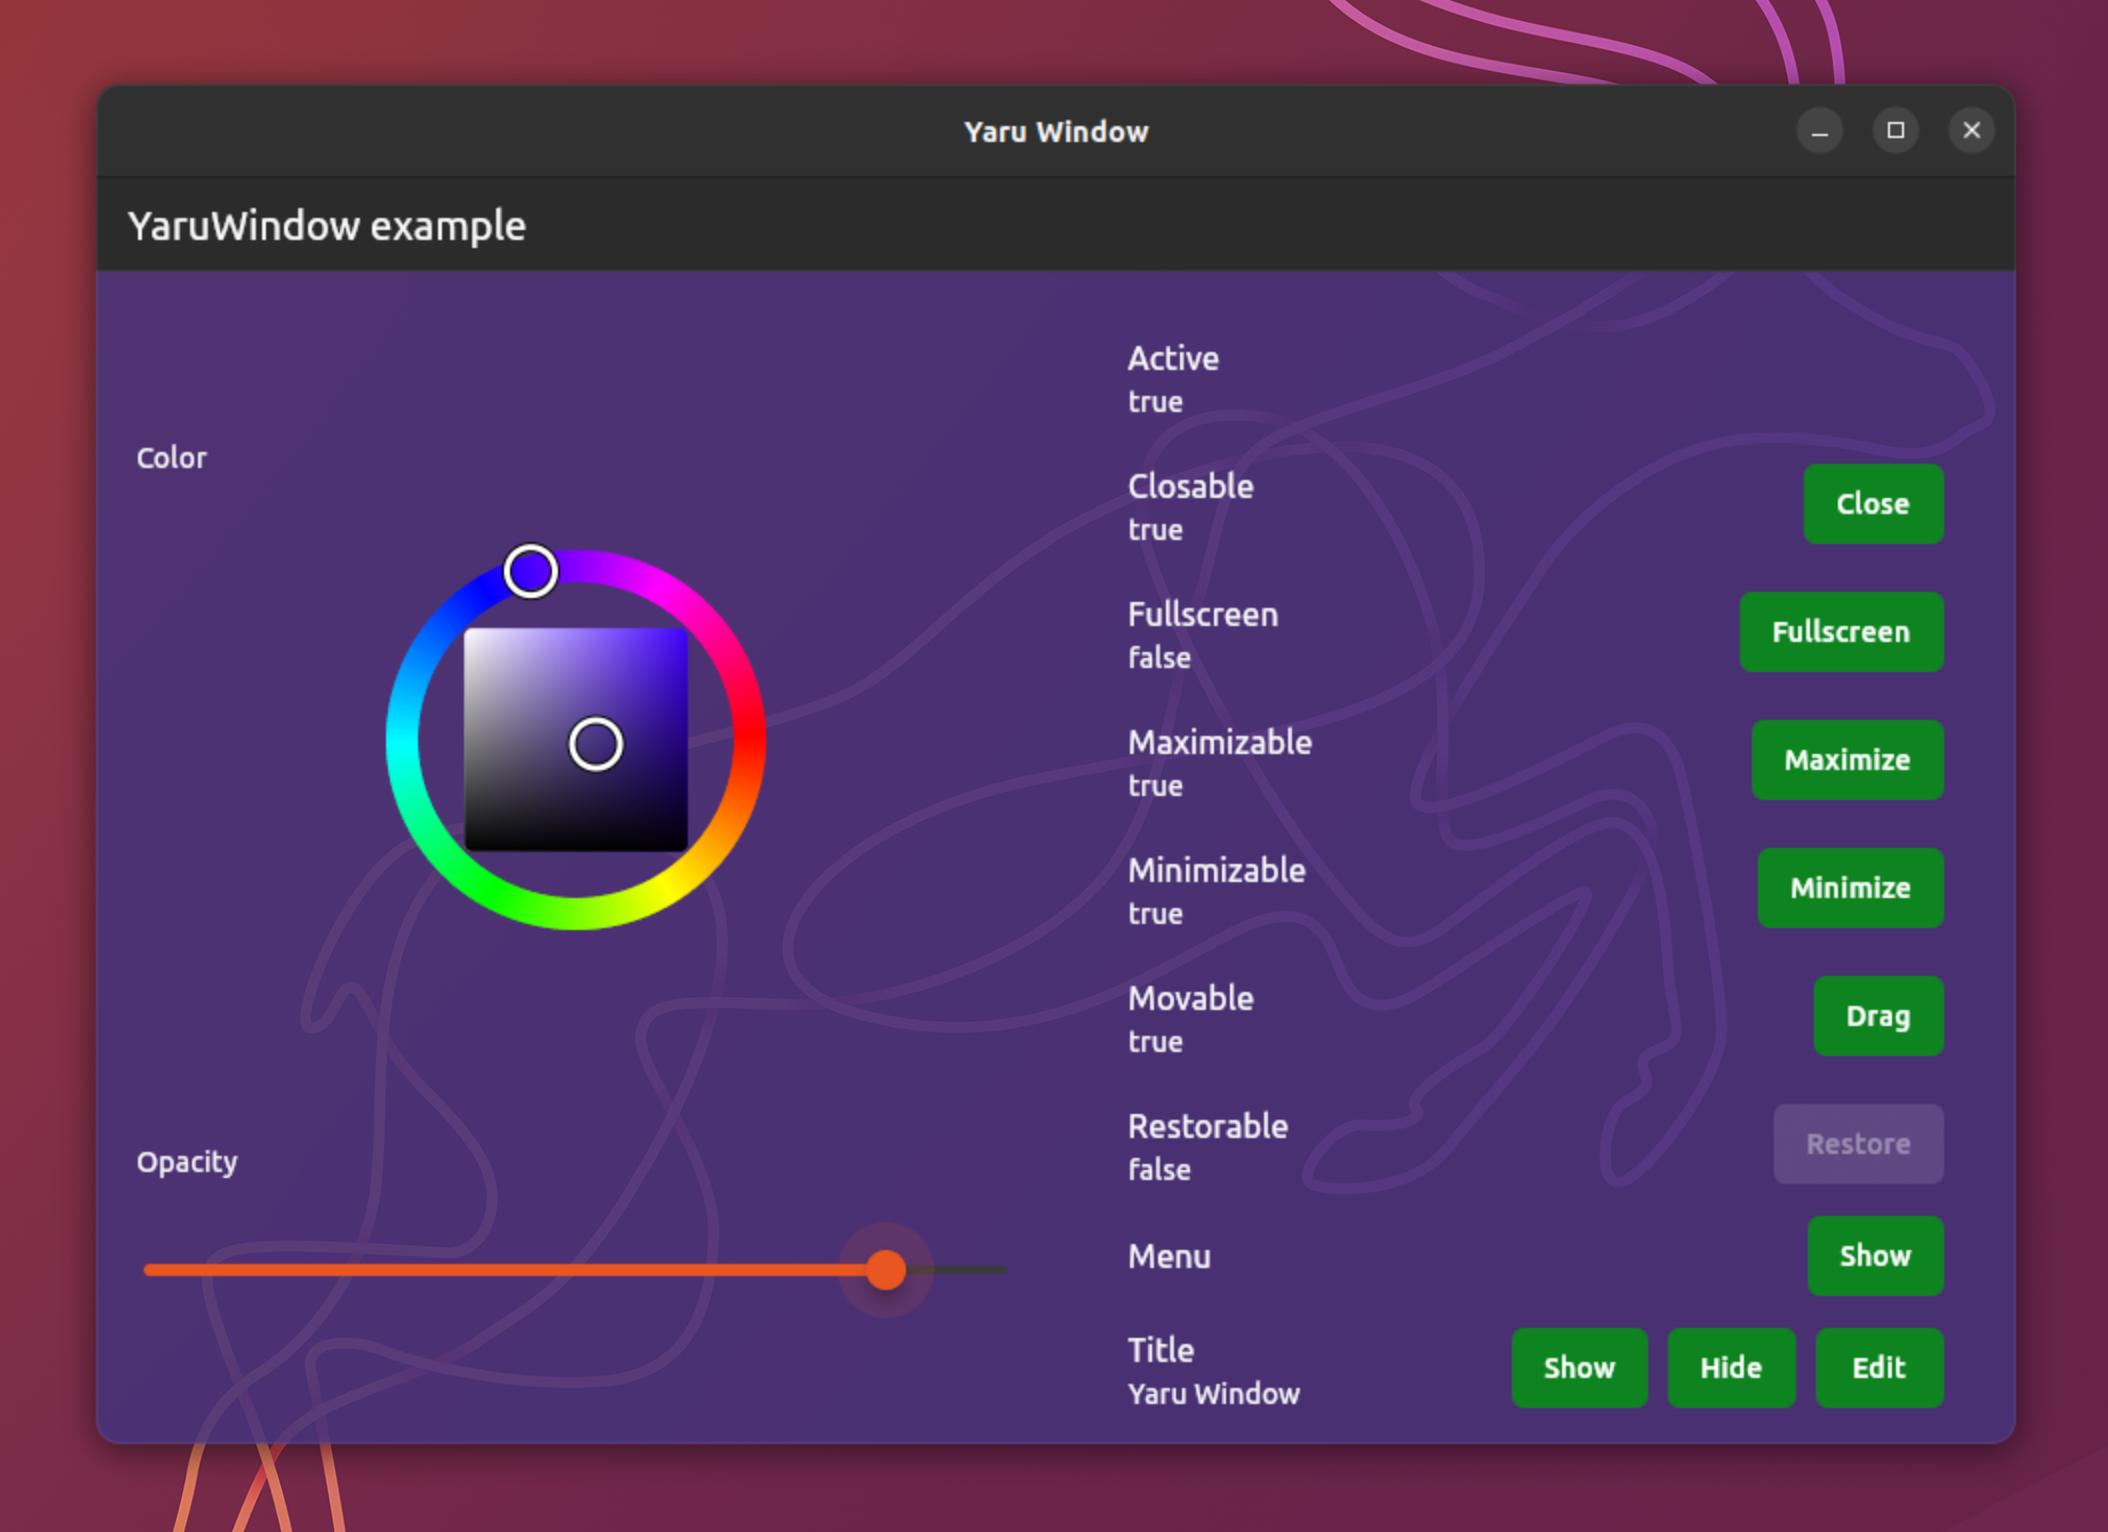 Yaru Window
YaruWindow example
Color
Opacity
Active
true
Closable
true
Close
Fullscreen
false
Fullscreen
Maximizable
true
Maximize
Minimizable
true
Minimize
Movable
true
Drag
Restorable
false
Restore
Menu
Show
Title
Yaru Window
Show Hide Edit